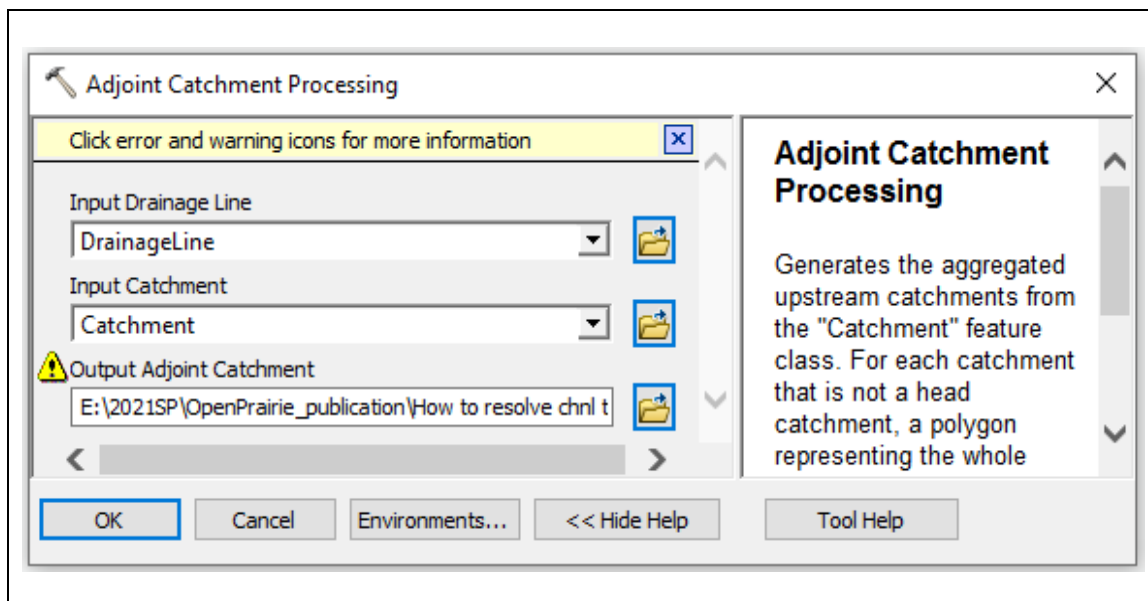 Adjoint Catchment Processing
Click error and warning icons for more information
Input Drainage Line
DrainageLine
Input Catchment
Catchment
Output Adjoint Catchment
E:\2021SP\OpenPrairie_publication\How to resolve chnl t
OK
Cancel
Environments...
<< Hide Help
Adjoint Catchment
Processing
Generates the aggregated
upstream catchments from
the "Catchment" feature
class. For each catchment
that is not a head
catchment, a polygon
representing the whole
Tool Help